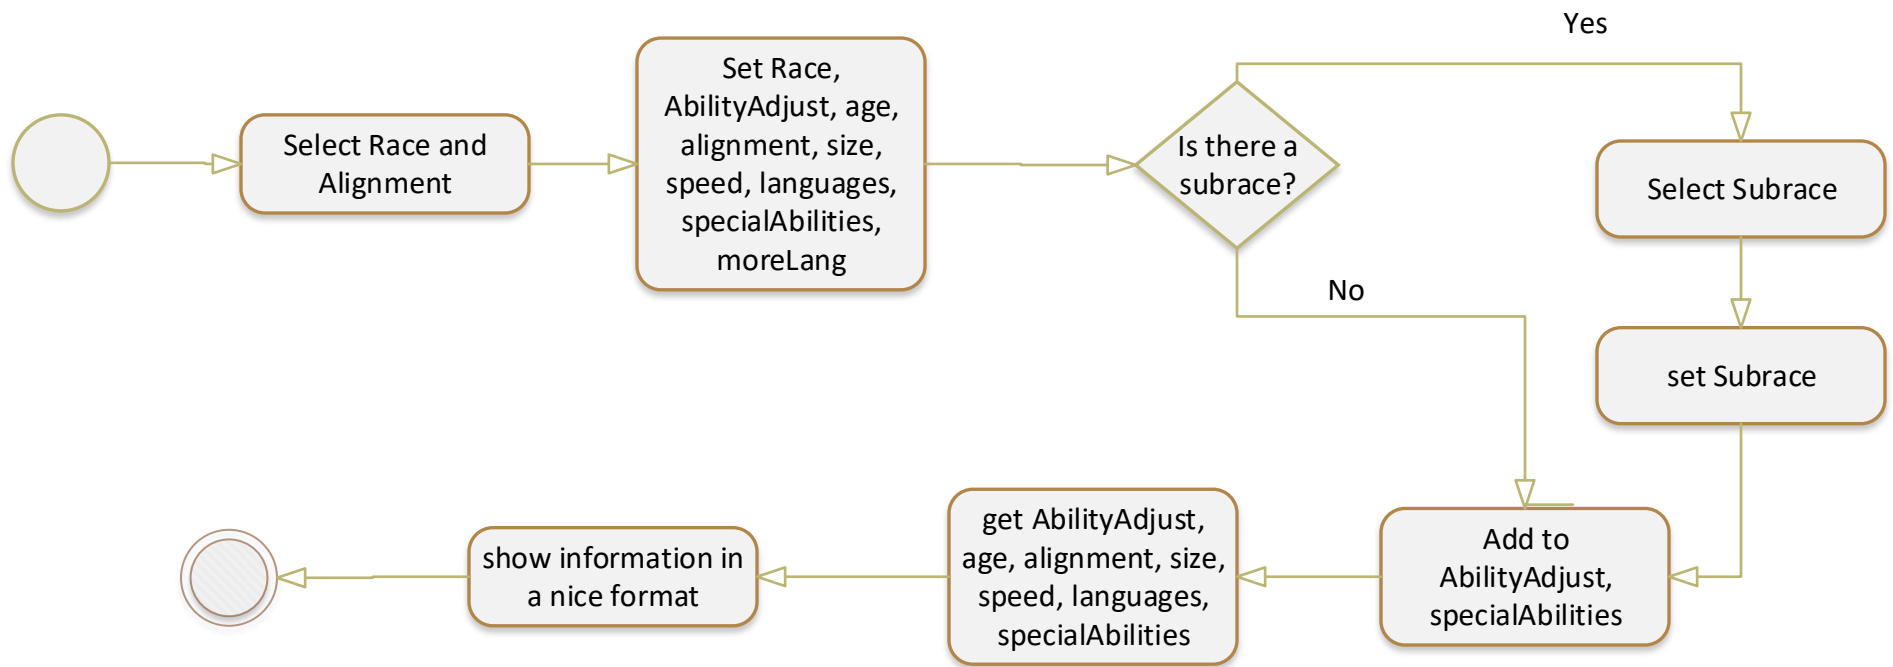 Yes
Select Race and
Alignment
Set Race,
AbilityAdjust, age,
alignment, size,
speed, languages,
specialAbilities,
moreLang
Is there a
subrace?
Select Subrace
No
set Subrace
Add to
AbilityAdjust,
specialAbilities
get AbilityAdjust,
age, alignment, size,
speed, languages,
specialAbilities
show information in
a nice format